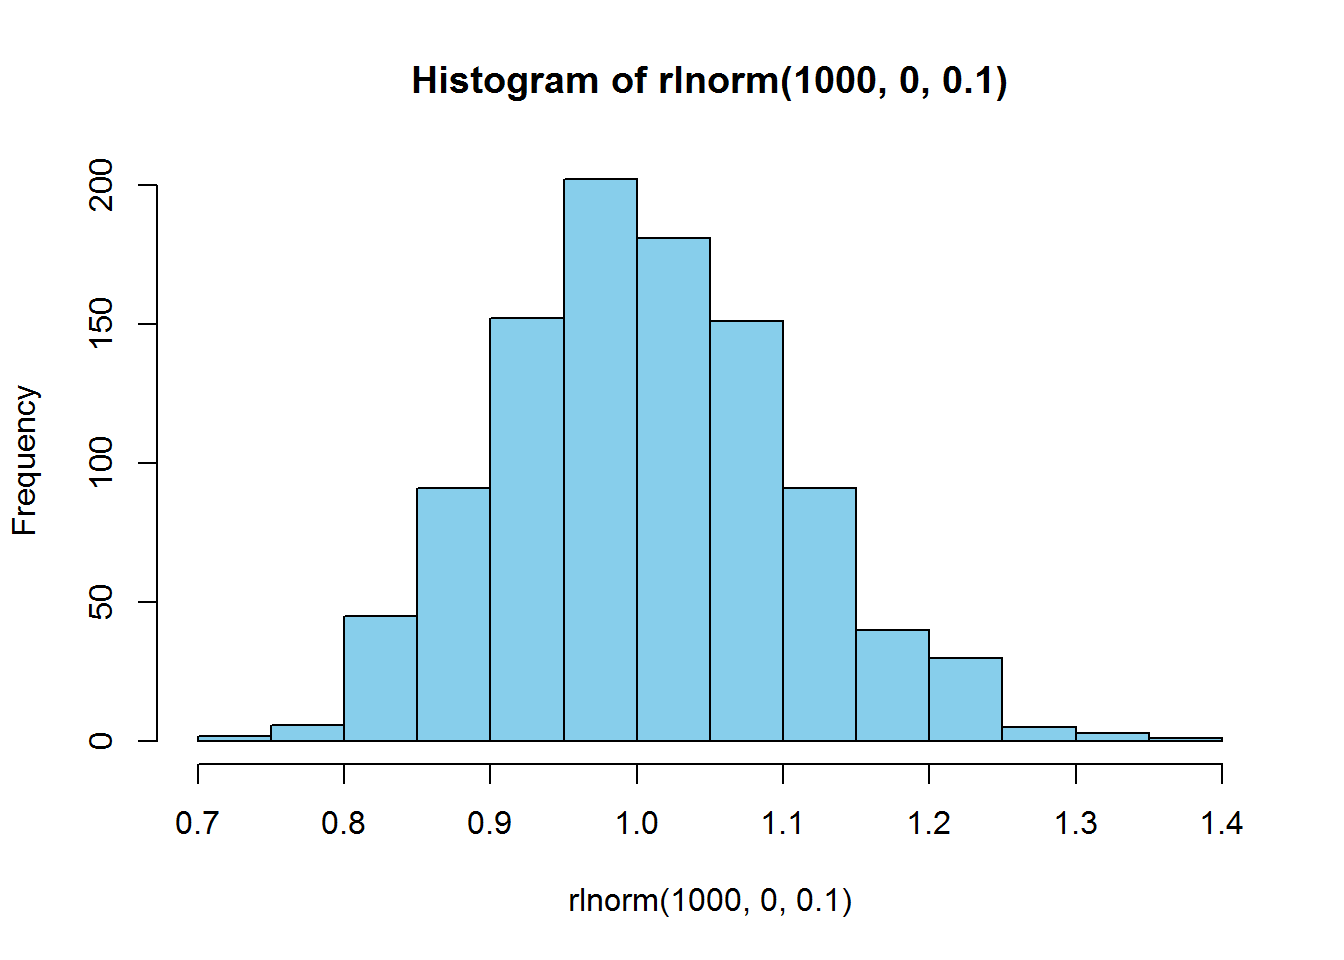 Histogram of rlnorm(1000, 0, 0.1)
Frequency
200
150
100
50
0
0.7 0.8 0.9 1.0 1.1 1.2 1.3 1.4
rlnorm(1000, 0, 0.1)